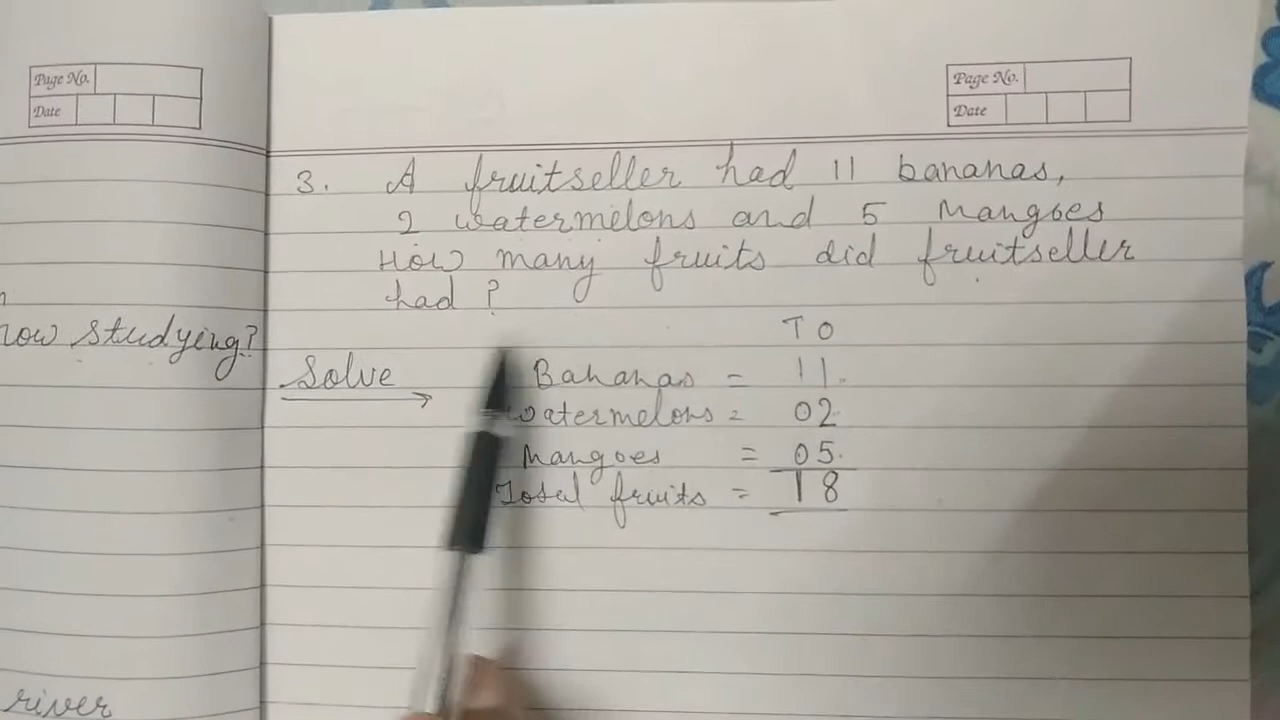 Page No.
Date
now studying?
river
Page No.
Date
3. A fruitseller had 11 bananas,
2 watermelons and 5 Mangoes
How many fruits did fruitseller
had ?
T O
Solve Bananas = 11
watermelons = 02
Mangoes = 05
Total fruits = 18